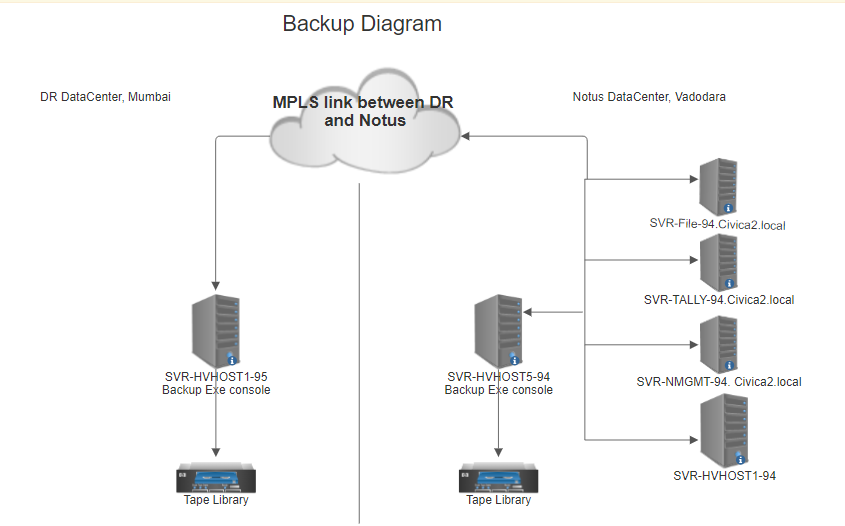 Backup Diagram
DR DataCenter, Mumbai
MPLS link between DR
and Notus
Notus DataCenter, Vadodara
SVR-File-94.Civica2.local
SVR-TALLY-94.Civica2.local
SVR-NMGMT-94. Civica2.local
SVR-HVHOST1-94
SVR-HVHOST1-95
Backup Exe console
SVR-HVHOST5-94
Backup Exe console
Tape Library
Tape Library